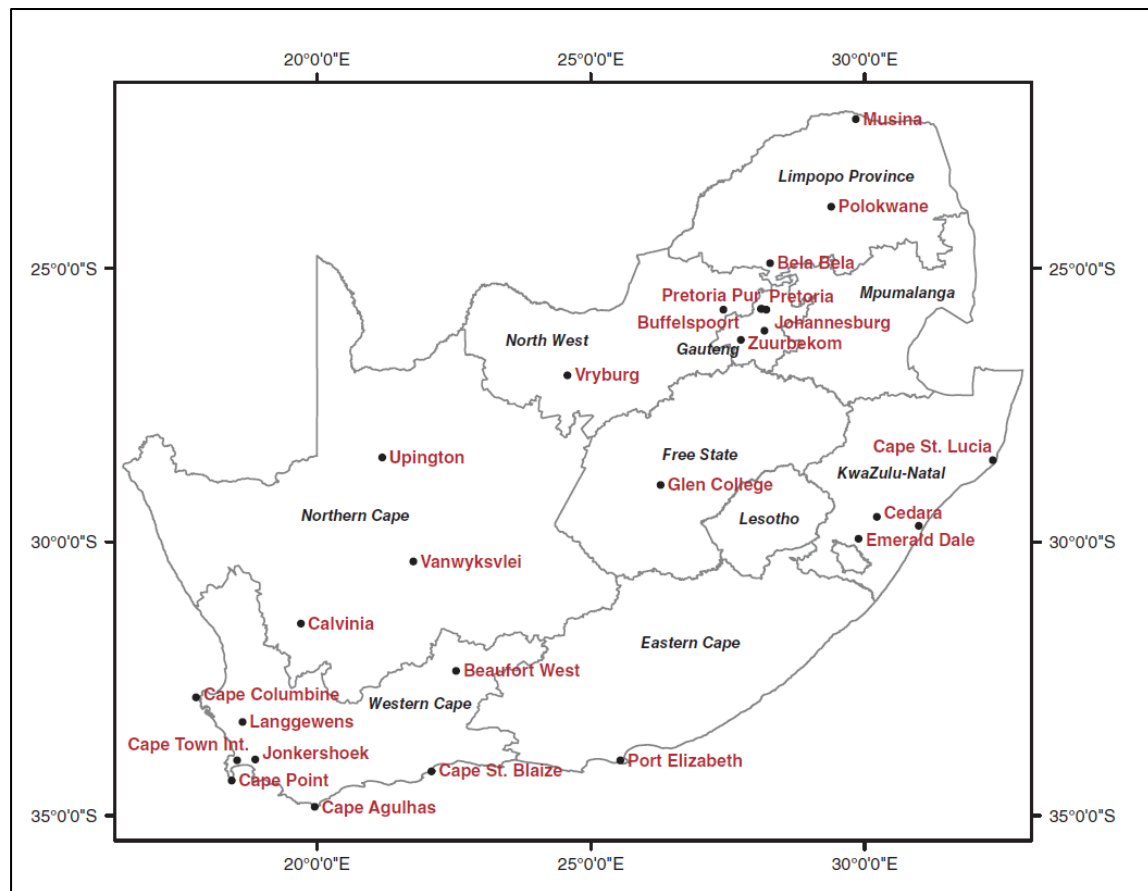 20°0'0"E
25°0'0"E
30°0'0"E
Musina
Limpopo Province
Polokwane
25°0'0"S
Bela Bela
25°0'0"S
Mpumalanga
Pretoria Pur
Pretoria
Buffelspoort
Johannesburg
North West
Gauteng
Zuurbekom
Vryburg
Cape St. Lucia
Upington
Free State
KwaZulu-Natal
Glen College
Northern Cape
Lesotho
Cedara
30°0'0"S
Emerald Dale
30°0'0"S
Vanwyksvlei
Calvinia
Eastern Cape
Beaufort West
Cape Columbine
Western Cape
Langgewens
Cape Town Int.
Jonkershoek
Port Elizabeth
Cape St. Blaize
Cape Point
Cape Agulhas
35°0'0"S
35°0'0"S
20°0'0"E
25°0'0"E
30°0'0"E